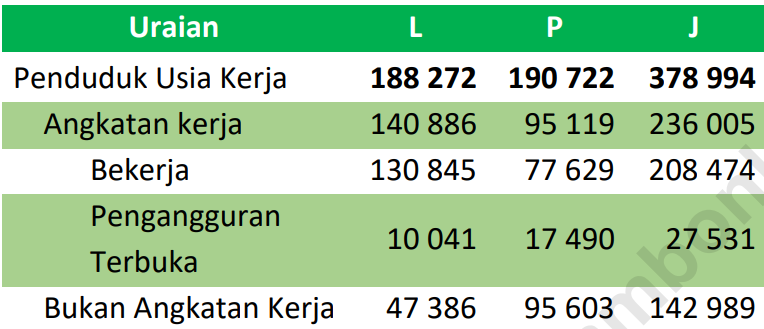 Uraian L P J
Penduduk Usia Kerja 188 272 190 722 378 994
Angkatan kerja 140 886 95 119 236 005
Bekerja 130 845 77 629 208 474
Pengangguran
Terbuka 10 041 17 490 27 531
Bukan Angkatan Kerja 47 386 95 603 142 989